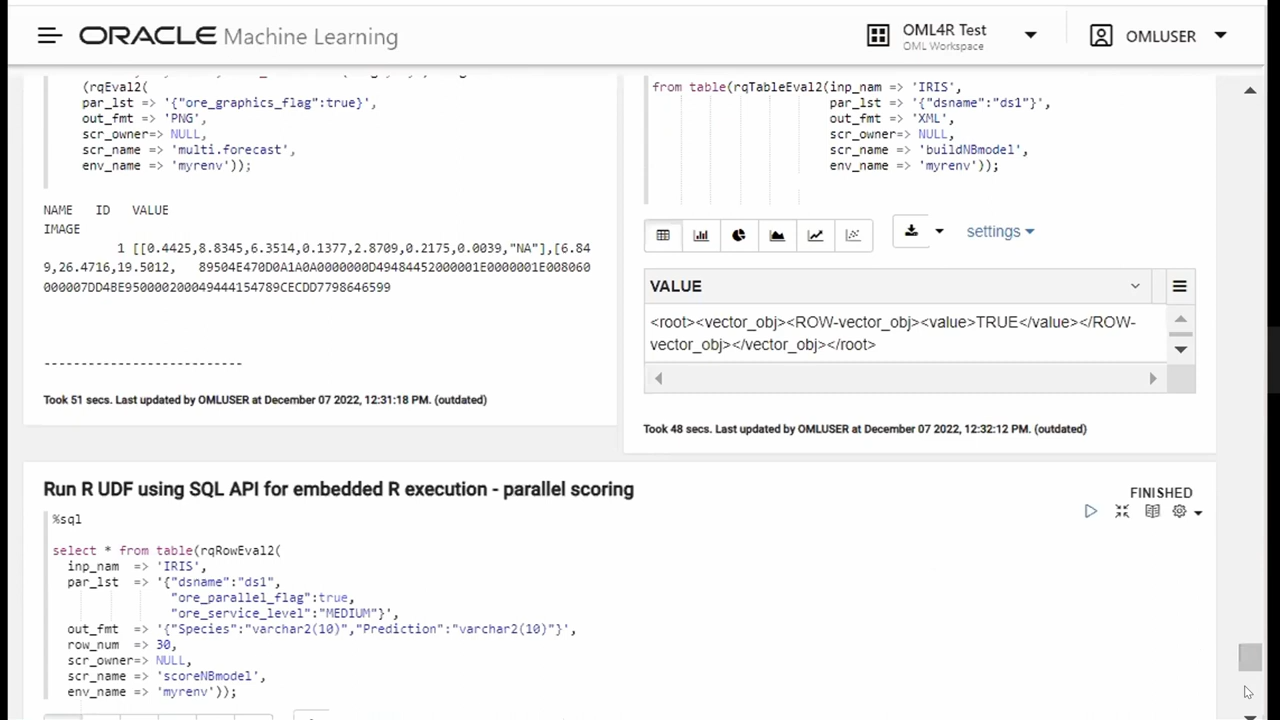 ORACLE Machine Learning
OML4R Test
OML Workspace
OMLUSER
(rqEval2(
par_lst => '{"ore_graphics_flag":true}',
out_fmt => 'PNG',
scr_owner=> NULL,
scr_name => 'multi.forecast',
env_name => 'myrenv'));
NAME ID VALUE
IMAGE
1 [[0.4425,8.8345,6.3514,0.1377,2.8709,0.2175,0.0039,"NA"],[6.84
9,26.4716,19.5012, 89504E470D0A1A0A0000000D49484452000001E0000001E008060
000007DD4BE9500000200049444154789CECDD7798646599
--------------------------
Took 51 secs. Last updated by OMLUSER at December 07 2022, 12:31:18 PM. (outdated)
from table(rqTableEval2(inp_nam => 'IRIS',
par_lst => '{"dsname":"ds1"}',
out_fmt => 'XML',
scr_owner=> NULL,
scr_name => 'buildNBmodel',
env_name => 'myrenv'));
settings
VALUE
<root><vector_obj><ROW-vector_obj><value>TRUE</value></ROW-
vector_obj></vector_obj></root>
Took 48 secs. Last updated by OMLUSER at December 07 2022, 12:32:12 PM. (outdated)
Run R UDF using SQL API for embedded R execution - parallel scoring
FINISHED
%sql
select * from table(rqRowEval2(
inp_nam => 'IRIS',
par_lst => '{"dsname":"ds1",
"ore_parallel_flag":true,
"ore_service_level":"MEDIUM"}',
out_fmt => '{"Species":"varchar2(10)","Prediction":"varchar2(10)"}',
row_num => 30,
scr_owner=> NULL,
scr_name => 'scoreNBmodel',
env_name => 'myrenv'));